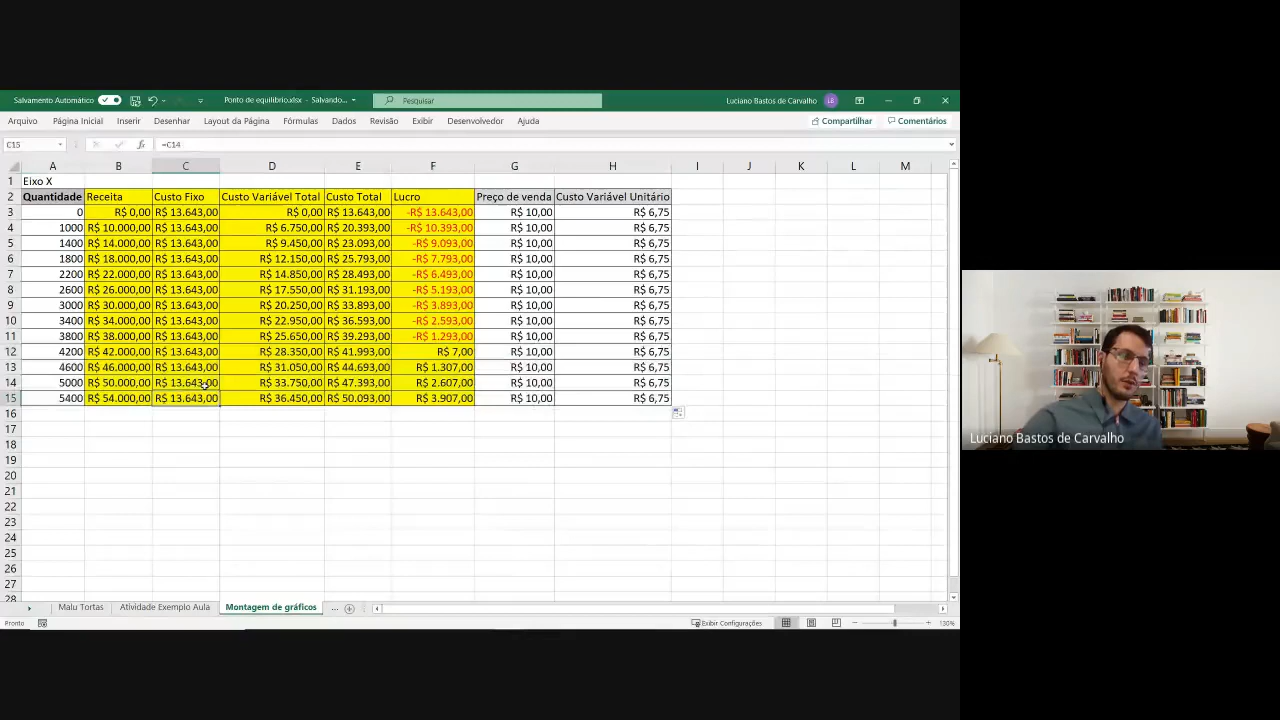 Salvamento Automático
Ponto de equilibrio.xlsx - Salvando...
Pesquisar
Luciano Bastos de Carvalho
LB
Arquivo Página Inicial Inserir Desenhar Layout da Página Fórmulas Dados Revisão Exibir Desenvolvedor Ajuda
Compartilhar Comentários
C15 fx =C14
A B C D E F G H I J K L M
1 Eixo X
2 Quantidade Receita Custo Fixo Custo Variável Total Custo Total Lucro Preço de venda Custo Variável Unitário
3 0 R$ 0,00 R$ 13.643,00 R$ 0,00 R$ 13.643,00 -R$ 13.643,00 R$ 10,00 R$ 6,75
4 1000 R$ 10.000,00 R$ 13.643,00 R$ 6.750,00 R$ 20.393,00 -R$ 10.393,00 R$ 10,00 R$ 6,75
5 1400 R$ 14.000,00 R$ 13.643,00 R$ 9.450,00 R$ 23.093,00 -R$ 9.093,00 R$ 10,00 R$ 6,75
6 1800 R$ 18.000,00 R$ 13.643,00 R$ 12.150,00 R$ 25.793,00 -R$ 7.793,00 R$ 10,00 R$ 6,75
7 2200 R$ 22.000,00 R$ 13.643,00 R$ 14.850,00 R$ 28.493,00 -R$ 6.493,00 R$ 10,00 R$ 6,75
8 2600 R$ 26.000,00 R$ 13.643,00 R$ 17.550,00 R$ 31.193,00 -R$ 5.193,00 R$ 10,00 R$ 6,75
9 3000 R$ 30.000,00 R$ 13.643,00 R$ 20.250,00 R$ 33.893,00 -R$ 3.893,00 R$ 10,00 R$ 6,75
10 3400 R$ 34.000,00 R$ 13.643,00 R$ 22.950,00 R$ 36.593,00 -R$ 2.593,00 R$ 10,00 R$ 6,75
11 3800 R$ 38.000,00 R$ 13.643,00 R$ 25.650,00 R$ 39.293,00 -R$ 1.293,00 R$ 10,00 R$ 6,75
12 4200 R$ 42.000,00 R$ 13.643,00 R$ 28.350,00 R$ 41.993,00 R$ 7,00 R$ 10,00 R$ 6,75
13 4600 R$ 46.000,00 R$ 13.643,00 R$ 31.050,00 R$ 44.693,00 R$ 1.307,00 R$ 10,00 R$ 6,75
14 5000 R$ 50.000,00 R$ 13.643,00 R$ 33.750,00 R$ 47.393,00 R$ 2.607,00 R$ 10,00 R$ 6,75
15 5400 R$ 54.000,00 R$ 13.643,00 R$ 36.450,00 R$ 50.093,00 R$ 3.907,00 R$ 10,00 R$ 6,75
16
17
18
19
20
21
22
23
24
25
26
27
28
Luciano Bastos de Carvalho
Malu Tortas Atividade Exemplo Aula Montagem de gráficos ...
Pronto
Exibir Configurações
130%